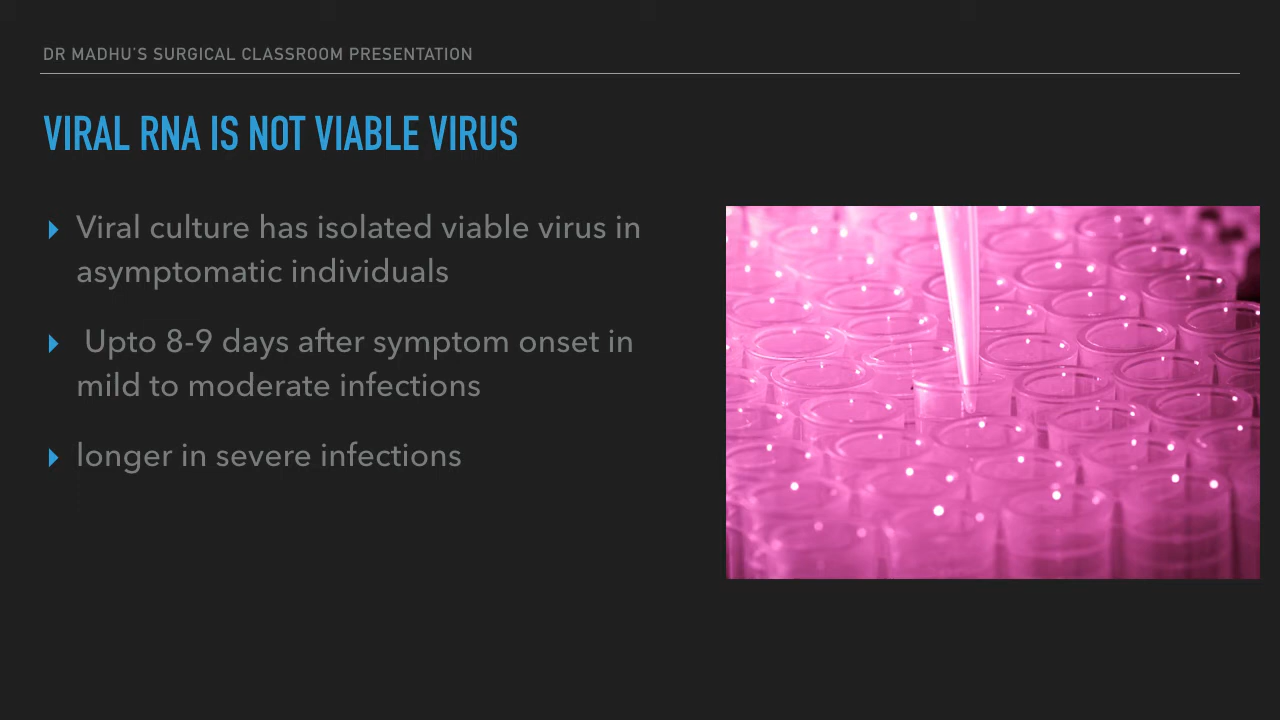 DR MADHU'S SURGICAL CLASSROOM PRESENTATION
VIRAL RNA IS NOT VIABLE VIRUS
Viral culture has isolated viable virus in
asymptomatic individuals
Upto 8-9 days after symptom onset in
mild to moderate infections
longer in severe infections